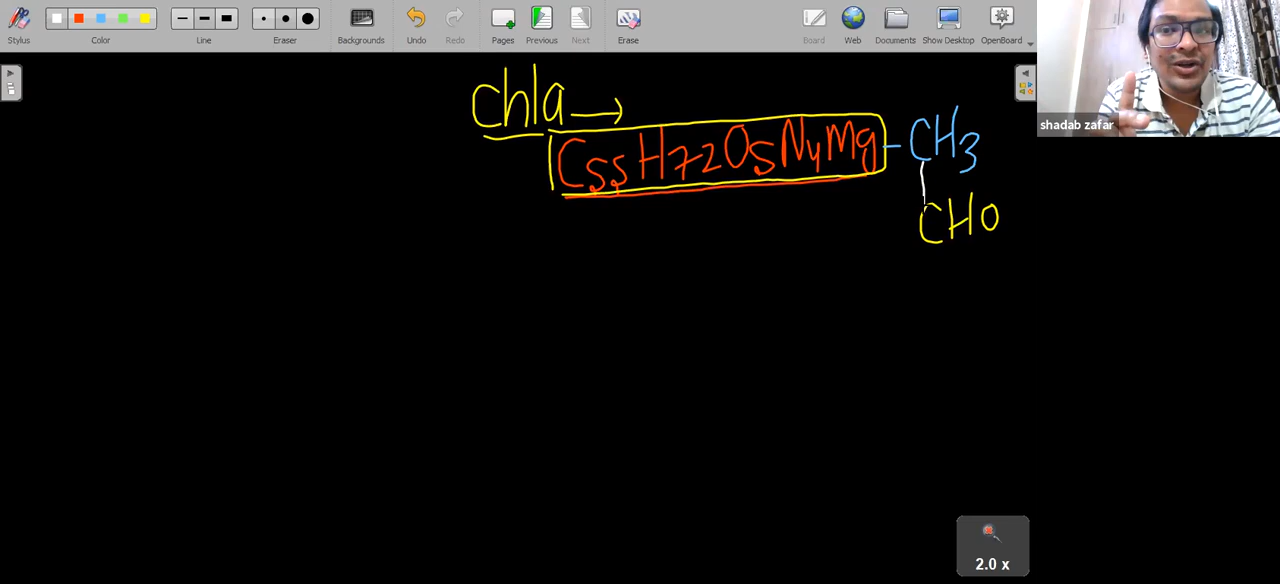 Stylus
Color
Line
Eraser
Backgrounds
Undo
Redo
Pages
Previous
Next
Erase
Board
Web
Documents
Show Desktop
OpenBoard
shadab zafar
chla →
C55H72O5N4Mg-CH3
CHO
2.0 x